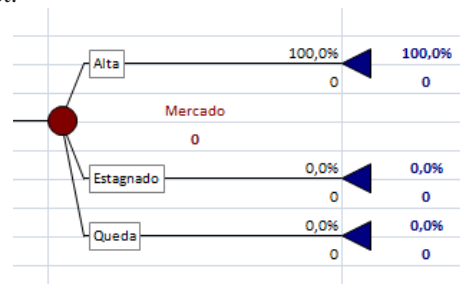 Alta 100,0% 100,0%
0 0
Mercado
0
Estagnado 0,0% 0,0%
0 0
Queda 0,0% 0,0%
0 0